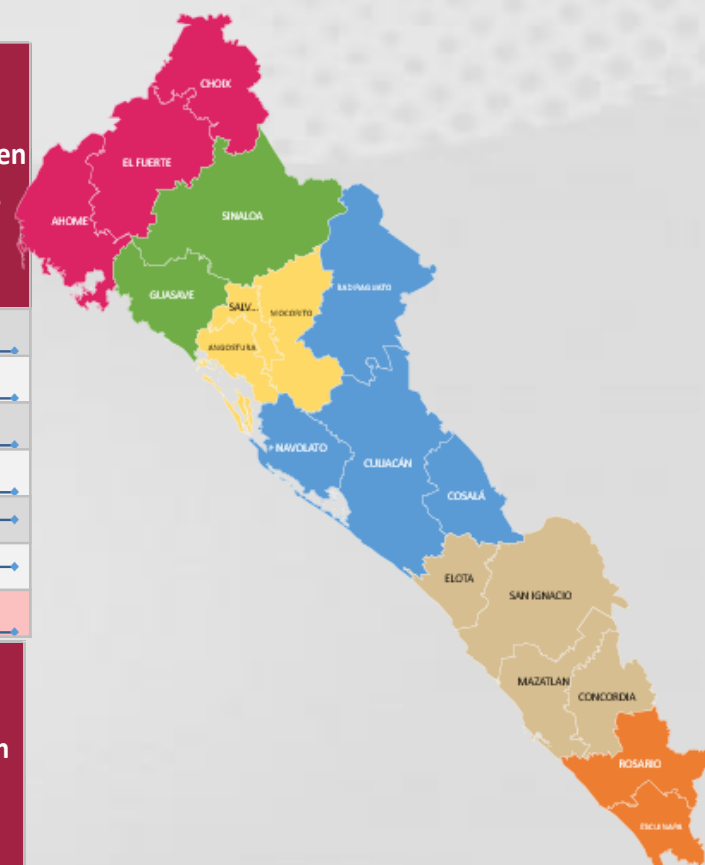 CHOIX
en
EL FUERTE
AHOME
SINALOA
GUASAVE
BADIRAGUATO
SALV...
MOCORITO
ANGOSTURA
NAVOLATO
CULIACÁN
COSALÁ
ELOTA
SAN IGNACIO
MAZATLAN
CONCORDIA
n
ROSARIO
ESCUINAPA